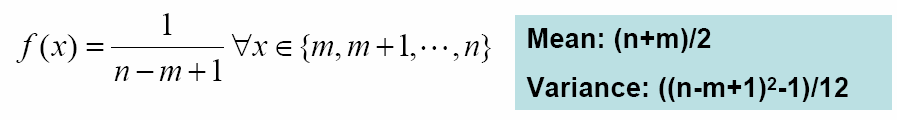 f(x) = 1/(n−m+1) ∀x ∈ {m, m+1, ⋯, n}
Mean: (n+m)/2
Variance: ((n-m+1)²-1)/12